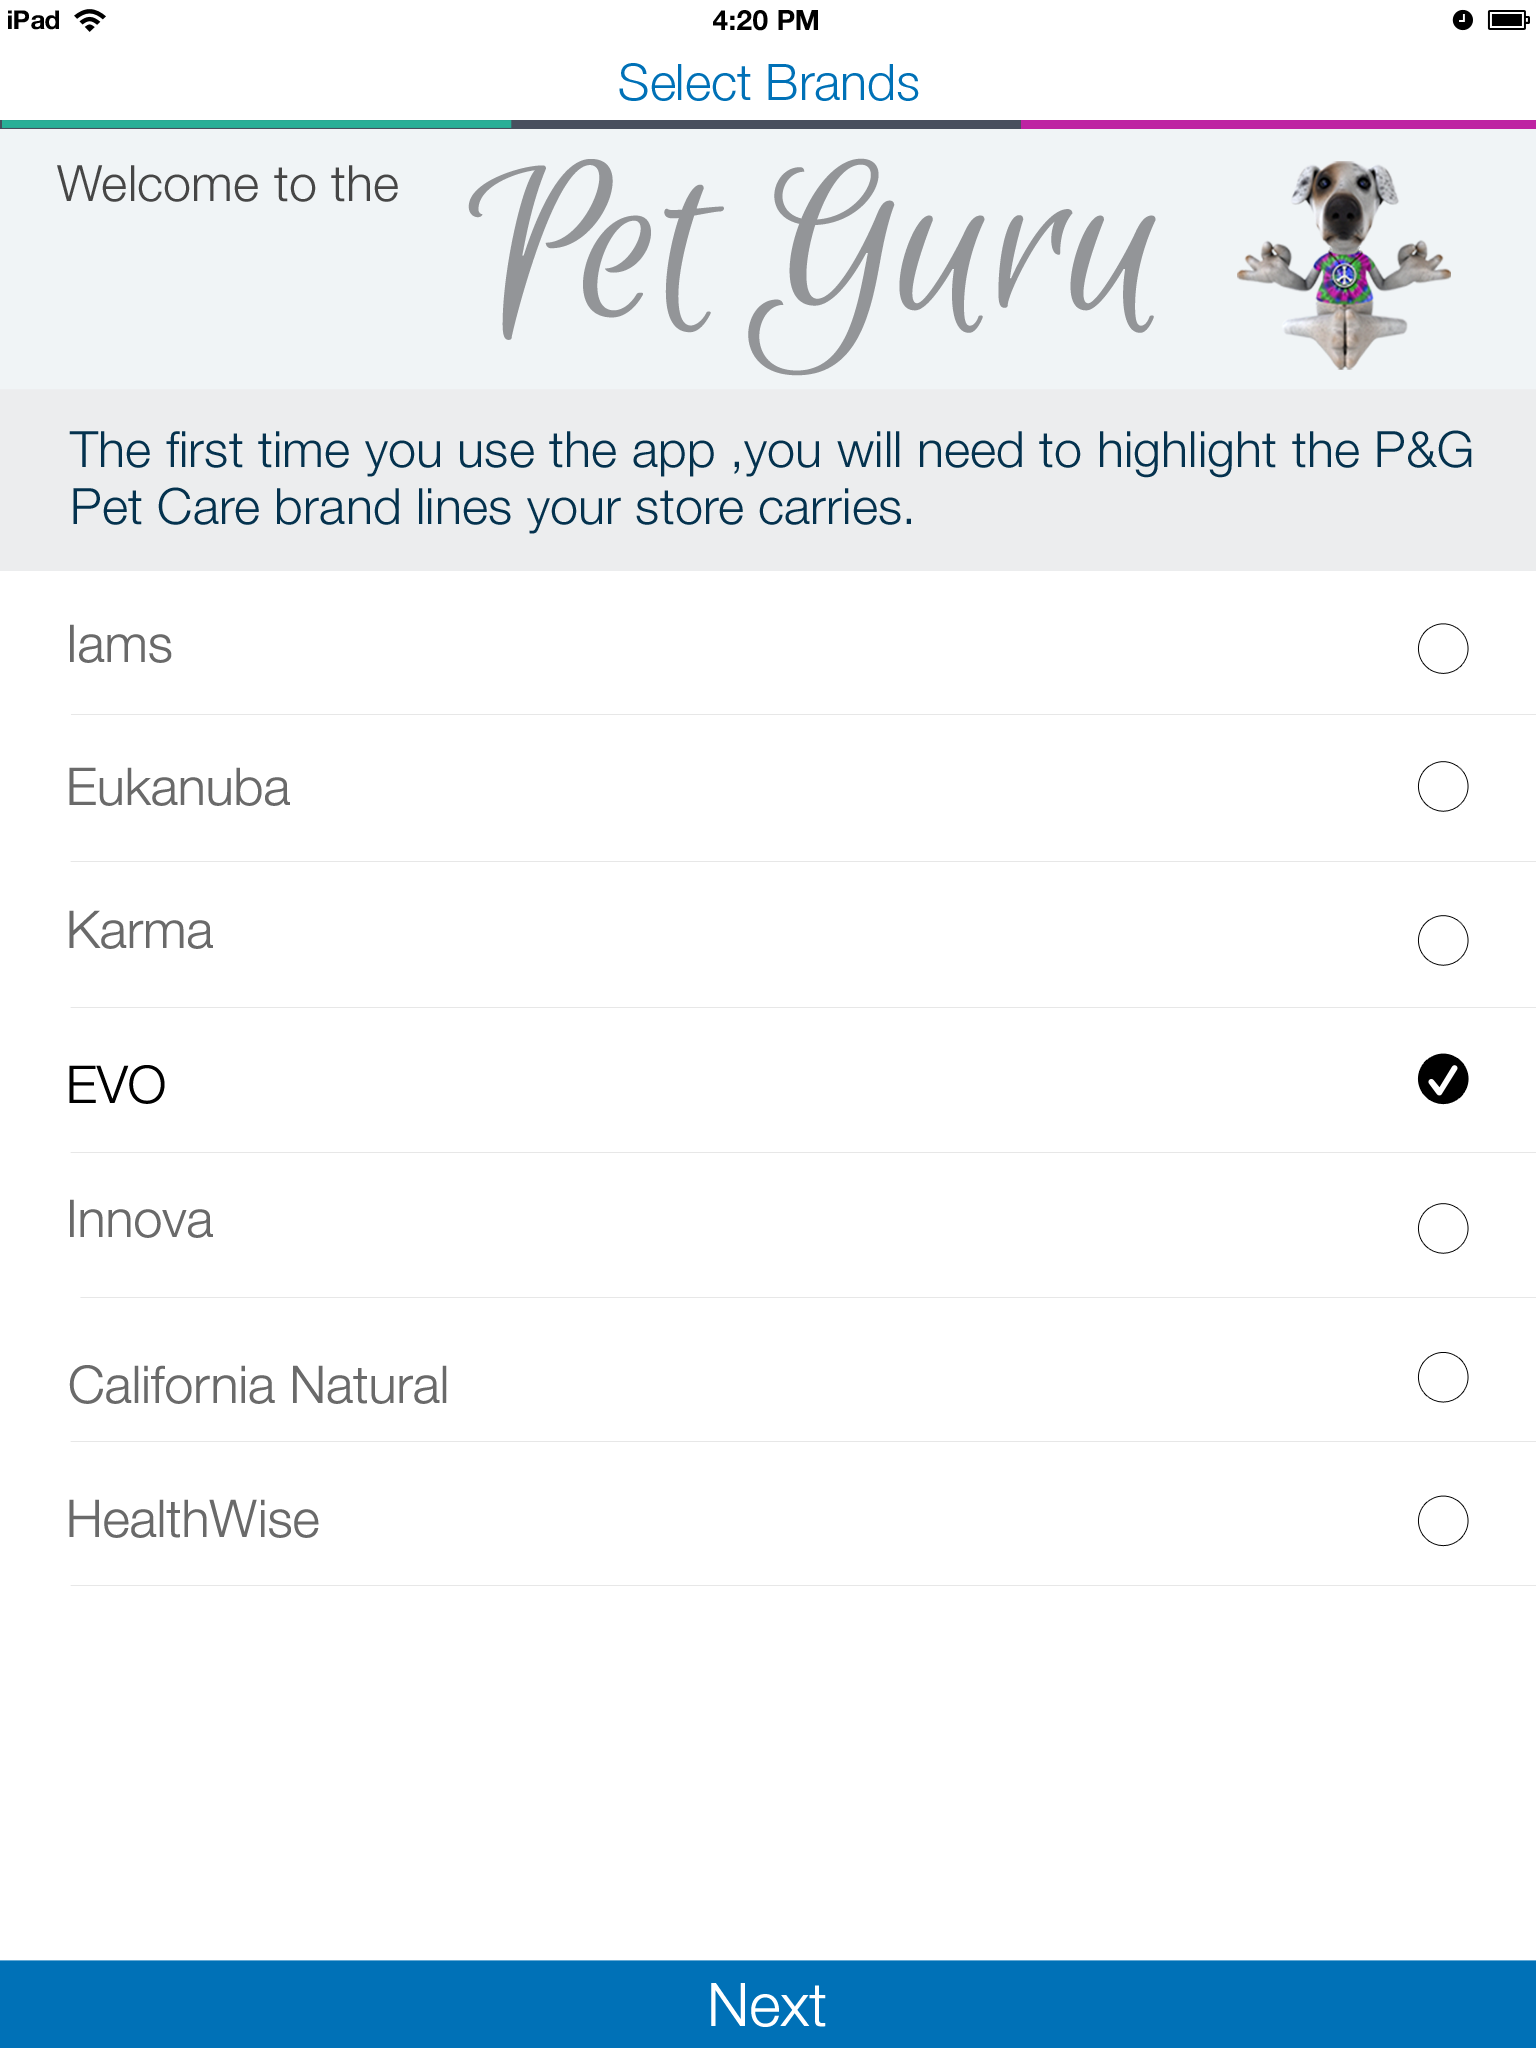 iPad 4:20 PM
Select Brands
Welcome to the Pet Guru
The first time you use the app ,you will need to highlight the P&G
Pet Care brand lines your store carries.
Iams
Eukanuba
Karma
EVO
Innova
California Natural
HealthWise
Next